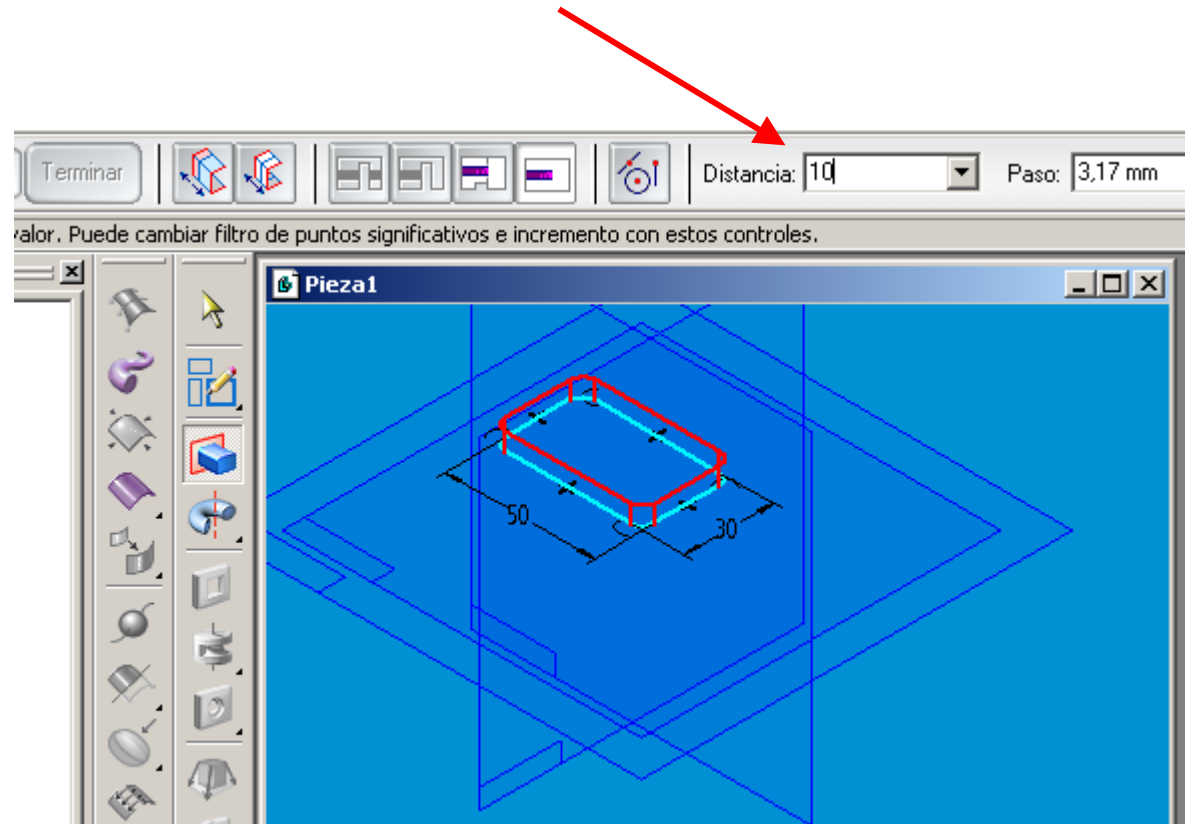 Terminar
Distancia: 10
Paso: 3,17 mm
valor. Puede cambiar filtro de puntos significativos e incremento con estos controles.
Pieza1
50
30